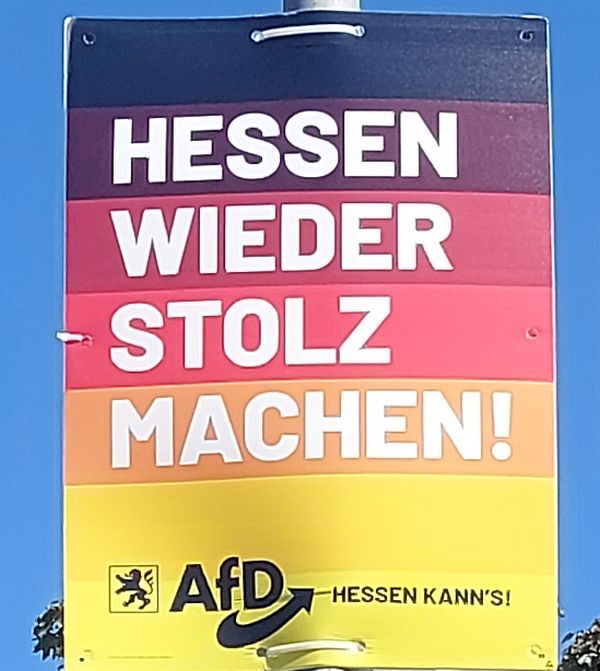 HESSEN
WIEDER
STOLZ
MACHEN!
AfD HESSEN KANN'S!